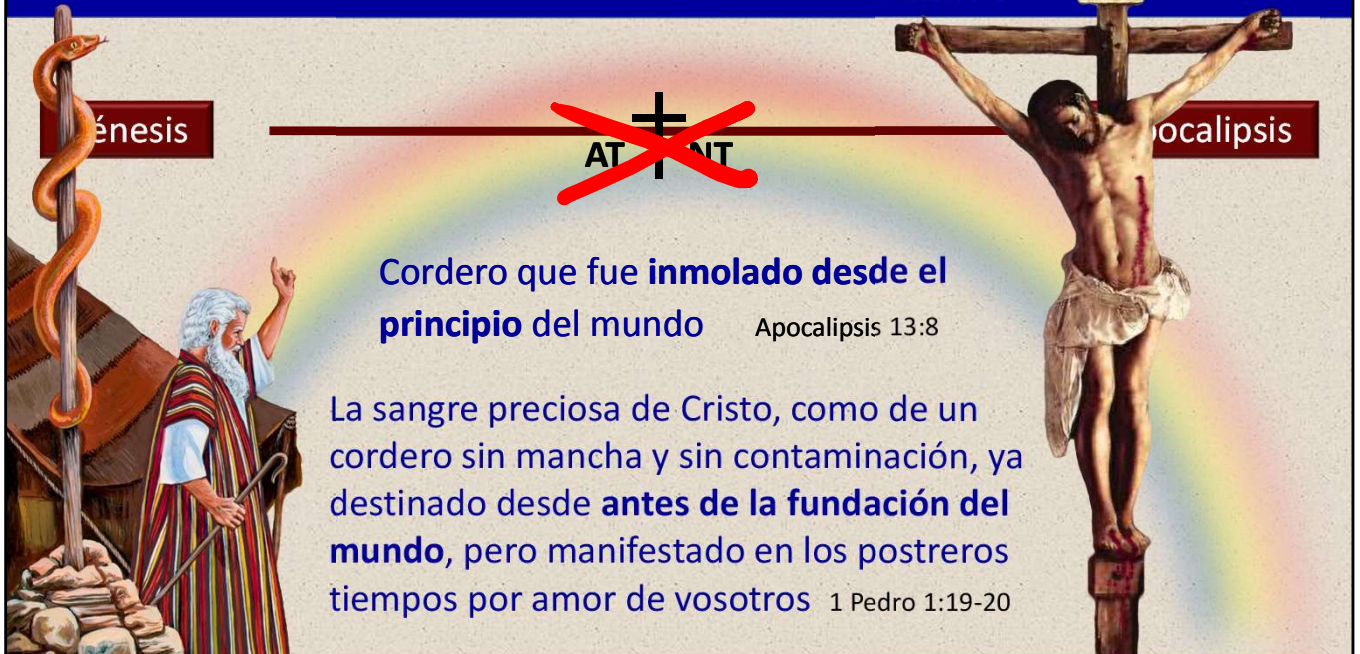 énesis
AT NT
pocalipsis
Cordero que fue inmolado desde el
principio del mundo Apocalipsis 13:8
La sangre preciosa de Cristo, como de un
cordero sin mancha y sin contaminación, ya
destinado desde antes de la fundación del
mundo, pero manifestado en los postreros
tiempos por amor de vosotros 1 Pedro 1:19-20